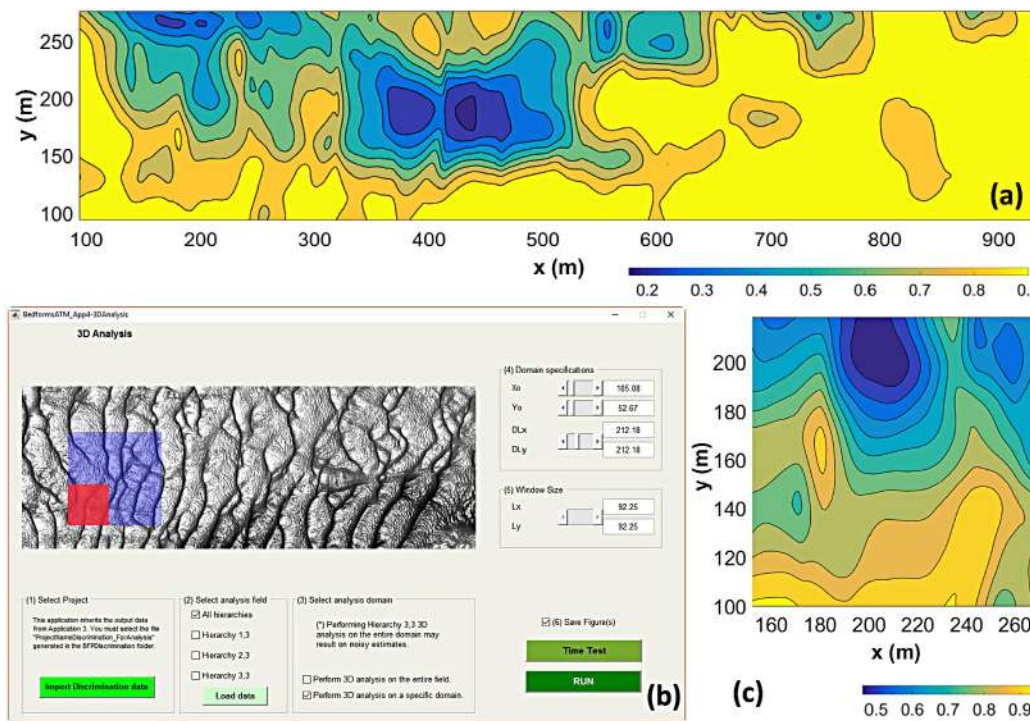 250
200
150
100
y (m)
100 200 300 400 500 600 700 800 900
x (m)
(a)
0.2 0.3 0.4 0.5 0.6 0.7 0.8 0.
BedformsATM_App4-3DAnalysis
3D Analysis
(4) Domain specifications
Xo 105.08
Yo 52.67
DLx 212.18
DLy 212.18
(5) Window Size
Lx 92.25
Ly 92.25
(1) Select Project
This application inherits the output data
from Application 3. You must select the file
"ProjectNameDiscrimination_ForAnalysis"
generated in the BFPDiscrimination folder.
Import Discrimination data
(2) Select analysis field
All hierarchies
Hierarchy 1,3
Hierarchy 2,3
Hierarchy 3,3
Load data
(3) Select analysis domain
(*) Performing Hierarchy 3,3 3D
analysis on the entire domain may
result on noisy estimates.
Perform 3D analysis on the entire field.
Perform 3D analysis on a specific domain.
(6) Save Figure(s)
Time Test
RUN
(b)
200
180
160
140
120
100
y (m)
160 180 200 220 240 260
x (m)
(c)
0.5 0.6 0.7 0.8 0.9